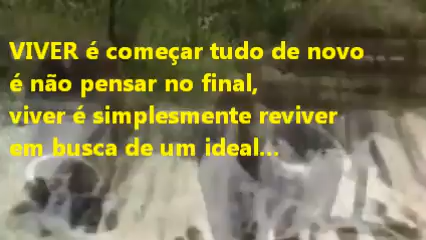 VIVER é começar tudo de novo
é não pensar no final,
viver é simplesmente reviver
em busca de um ideal...